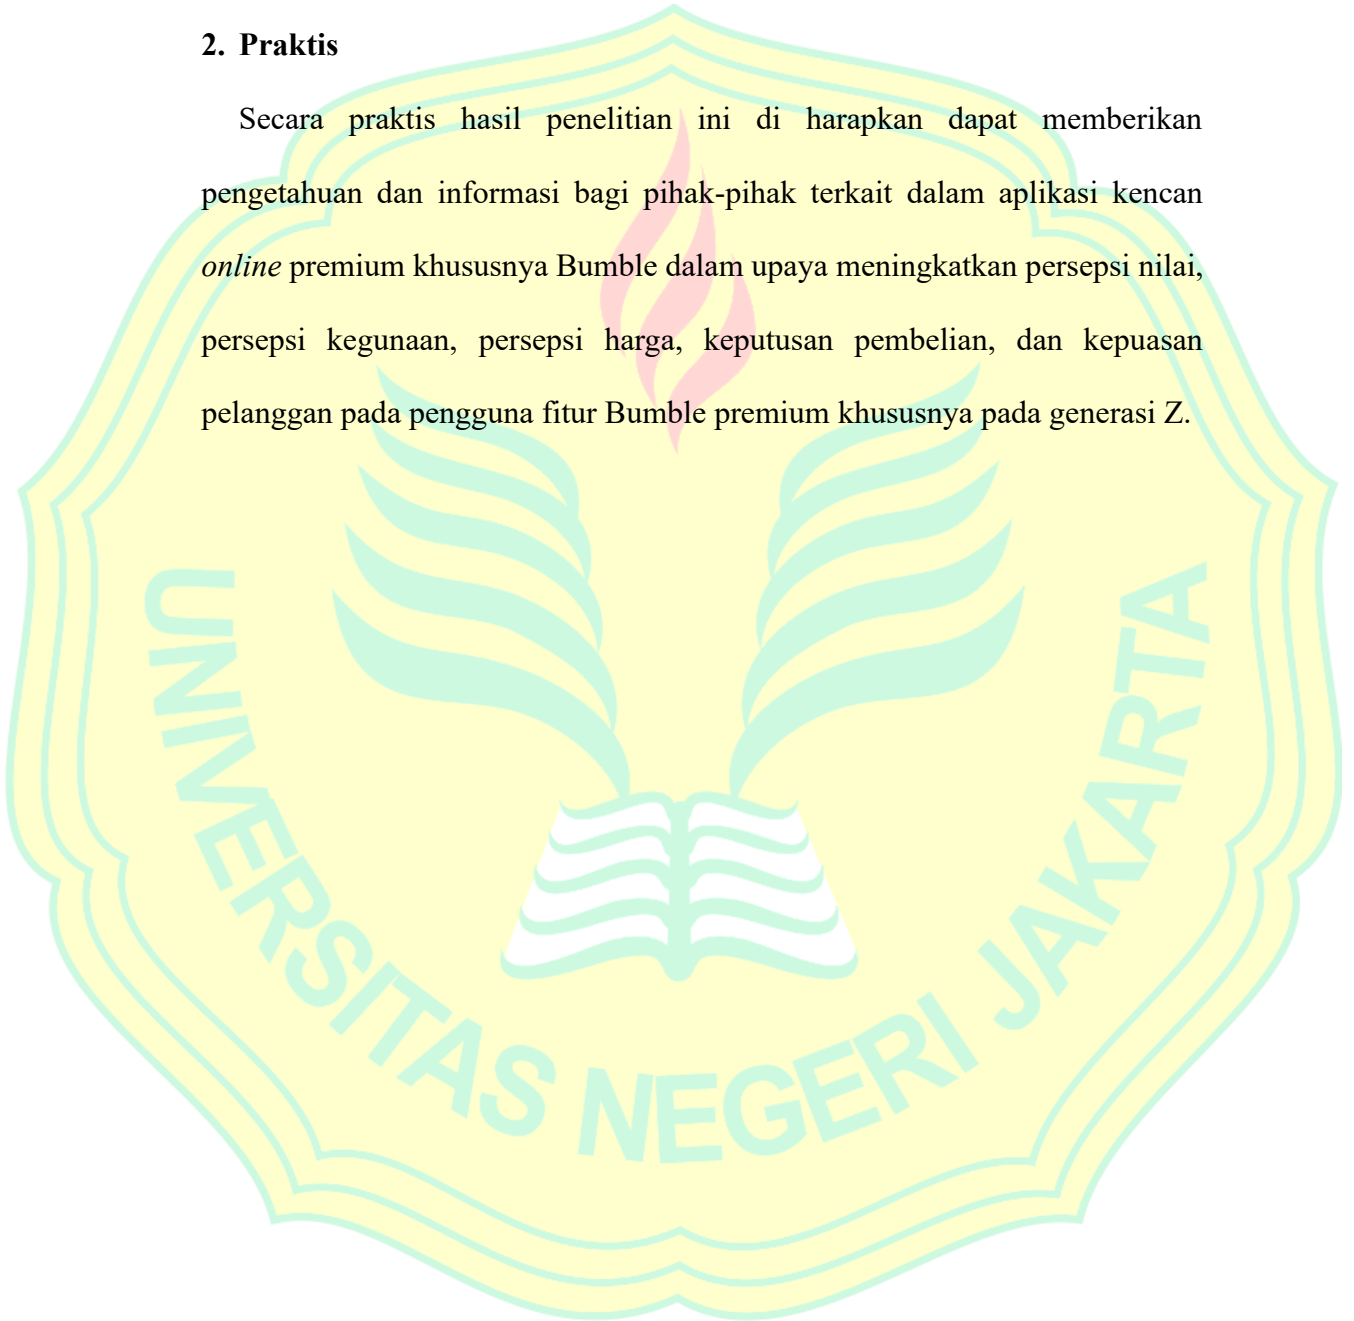 2. Praktis
Secara praktis hasil penelitian ini di harapkan dapat memberikan
pengetahuan dan informasi bagi pihak-pihak terkait dalam aplikasi kencan
online premium khususnya Bumble dalam upaya meningkatkan persepsi nilai,
persepsi kegunaan, persepsi harga, keputusan pembelian, dan kepuasan
pelanggan pada pengguna fitur Bumble premium khususnya pada generasi Z.
UNIVERSITAS NEGERI JAKARTA